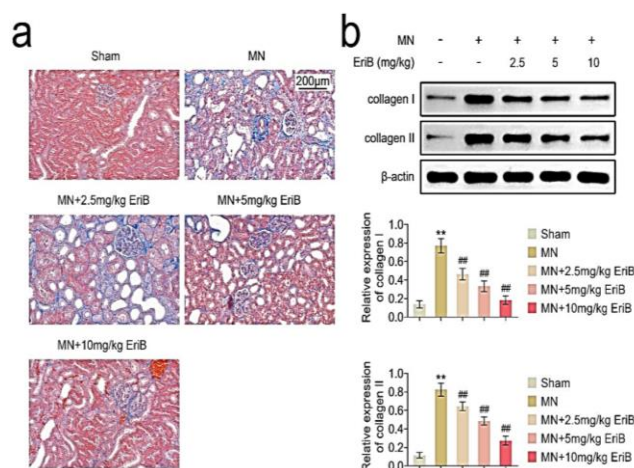 a
Sham MN
200μm
MN+2.5mg/kg EriB MN+5mg/kg EriB
MN+10mg/kg EriB
b
MN - + + + +
EriB (mg/kg) - - 2.5 5 10
collagen I
collagen II
β-actin
Relative expression
of collagen I
1.0
0.8
0.6
0.4
0.2
0.0
** ## ## ##
Sham
MN
MN+2.5mg/kg EriB
MN+5mg/kg EriB
MN+10mg/kg EriB
Relative expression
of collagen II
1.0
0.8
0.6
0.4
0.2
0.0
** ## ## ##
Sham
MN
MN+2.5mg/kg EriB
MN+5mg/kg EriB
MN+10mg/kg EriB